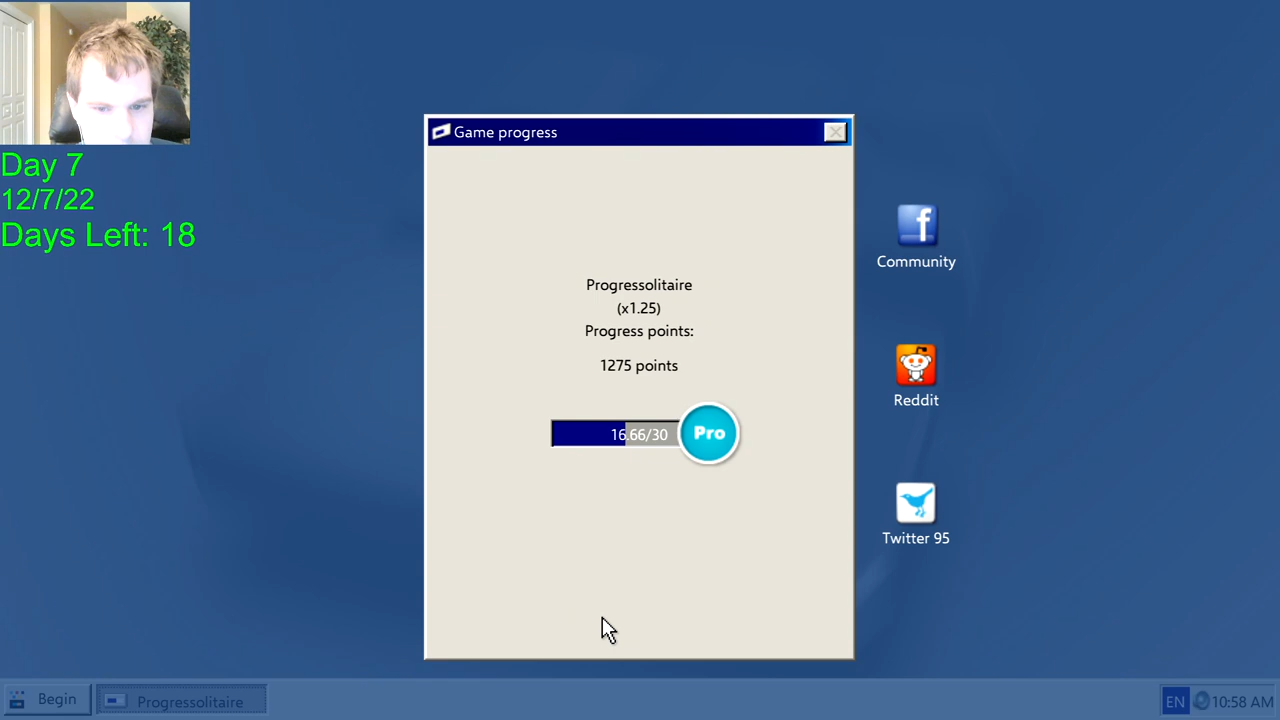 Day 7
12/7/22
Days Left: 18
Game progress
Progressolitaire
(x1.25)
Progress points:
1275 points
16.66/30
Pro
Community
Reddit
Twitter 95
Begin
Progressolitaire
EN
10:58 AM